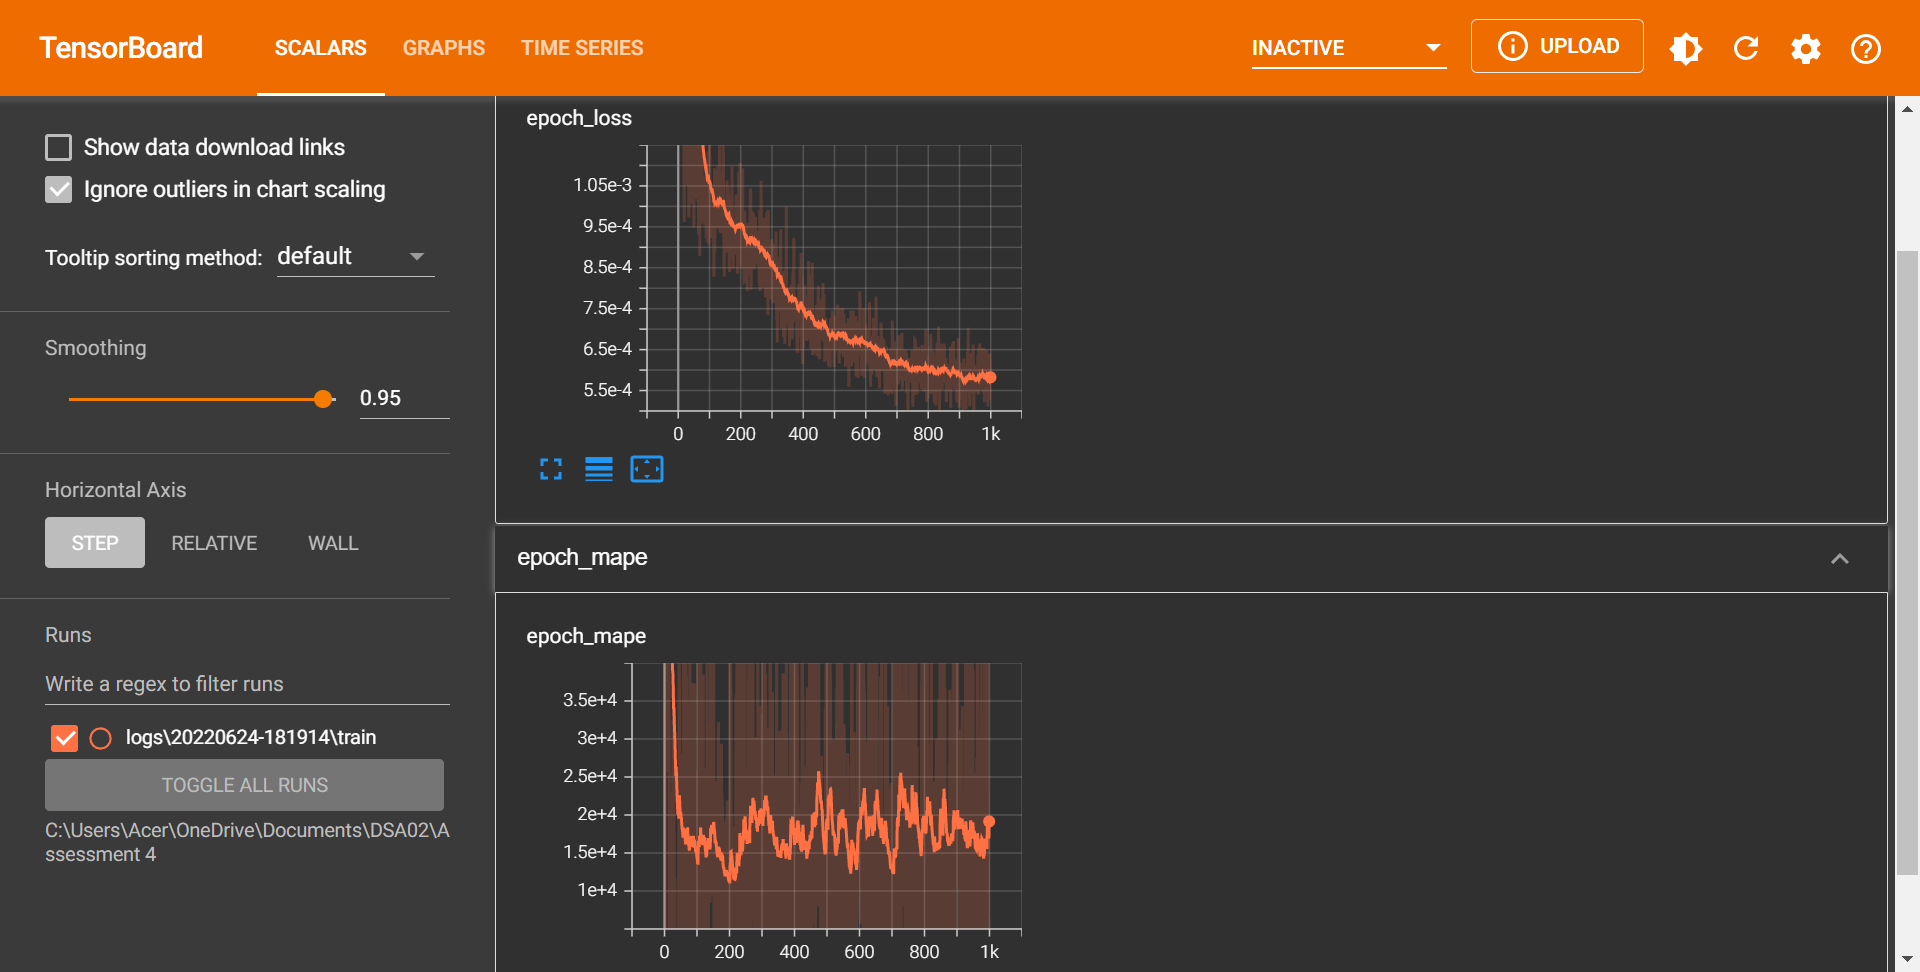 TensorBoard SCALARS GRAPHS TIME SERIES INACTIVE UPLOAD
Show data download links
Ignore outliers in chart scaling
Tooltip sorting method: default
Smoothing
0.95
Horizontal Axis
STEP RELATIVE WALL
Runs
Write a regex to filter runs
logs\20220624-181914\train
TOGGLE ALL RUNS
C:\Users\Acer\OneDrive\Documents\DSA02\A
ssessment 4
epoch_loss
1.05e-3
9.5e-4
8.5e-4
7.5e-4
6.5e-4
5.5e-4
0 200 400 600 800 1k
epoch_mape
epoch_mape
3.5e+4
3e+4
2.5e+4
2e+4
1.5e+4
1e+4
0 200 400 600 800 1k